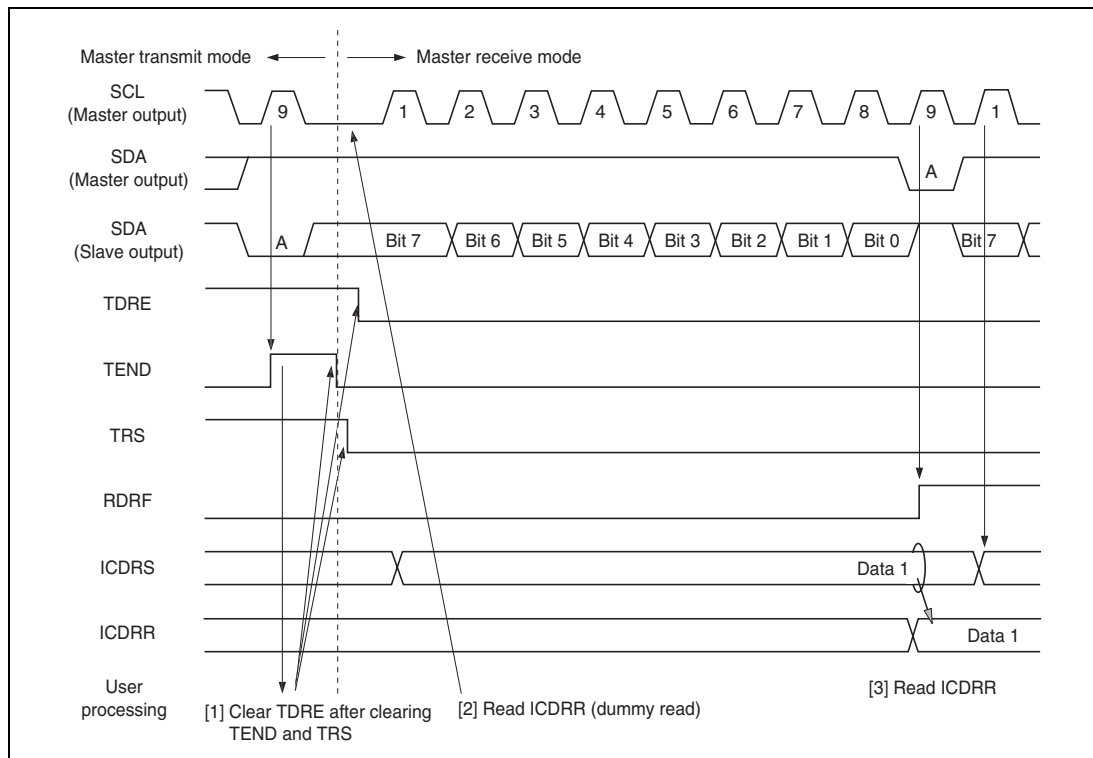 Master transmit mode
Master receive mode
SCL
(Master output)
9
1
2
3
4
5
6
7
8
9
1
SDA
(Master output)
A
SDA
(Slave output)
A
Bit 7
Bit 6
Bit 5
Bit 4
Bit 3
Bit 2
Bit 1
Bit 0
Bit 7
TDRE
TEND
TRS
RDRF
ICDRS
Data 1
ICDRR
Data 1
User
processing
[1] Clear TDRE after clearing
TEND and TRS
[2] Read ICDRR (dummy read)
[3] Read ICDRR